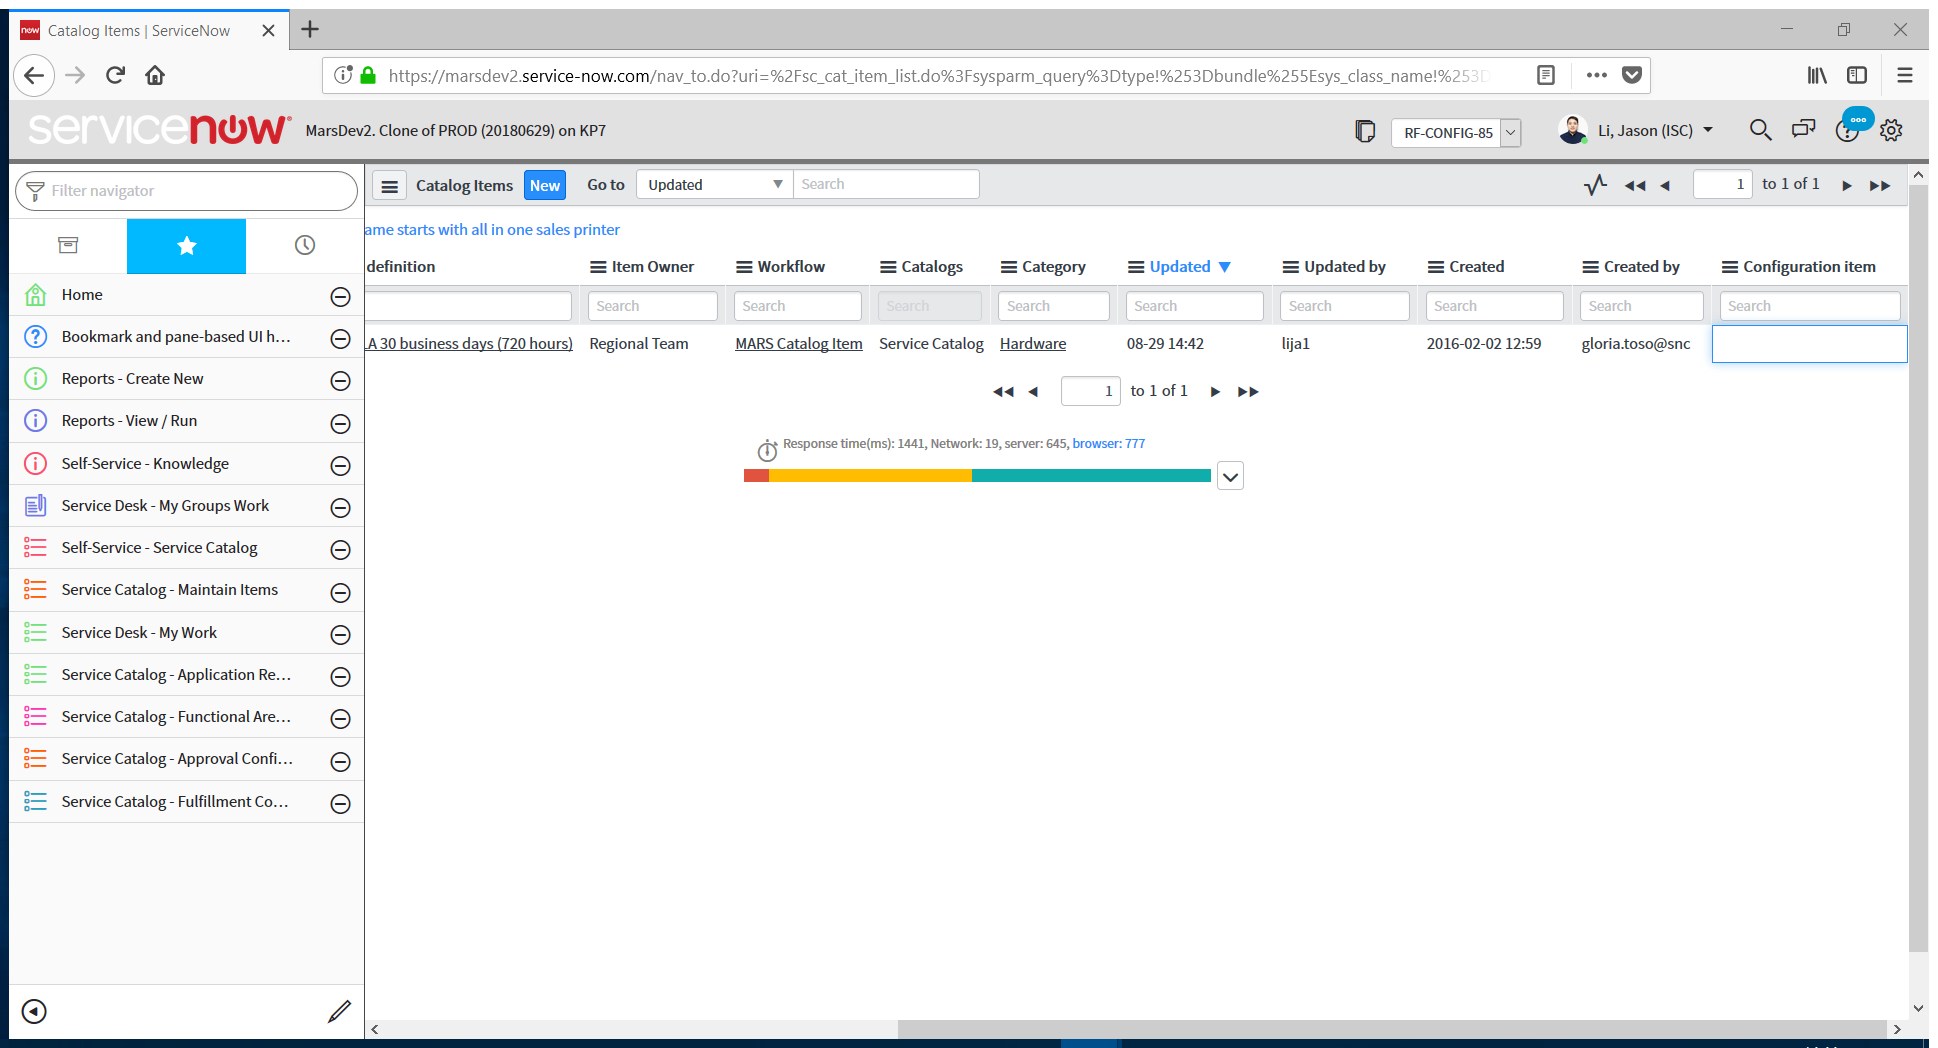 Catalog Items | ServiceNow
https://marsdev2.service-now.com/nav_to.do?uri=%2Fsc_cat_item_list.do%3Fsysparm_query%3Dtype!%253Dbundle%255Esys_class_name!%253D
servicenow MarsDev2. Clone of PROD (20180629) on KP7 RF-CONFIG-85 Li, Jason (ISC)
Filter navigator
Catalog Items New Go to Updated Search 1 to 1 of 1
ame starts with all in one sales printer
definition Item Owner Workflow Catalogs Category Updated Updated by Created Created by Configuration item
Search Search Search Search Search Search Search Search Search
LA 30 business days (720 hours) Regional Team MARS Catalog Item Service Catalog Hardware 08-29 14:42 lija1 2016-02-02 12:59 gloria.toso@snc
1 to 1 of 1
Response time(ms): 1441, Network: 19, server: 645, browser: 777
Home
Bookmark and pane-based UI h...
Reports - Create New
Reports - View / Run
Self-Service - Knowledge
Service Desk - My Groups Work
Self-Service - Service Catalog
Service Catalog - Maintain Items
Service Desk - My Work
Service Catalog - Application Re...
Service Catalog - Functional Are...
Service Catalog - Approval Confi...
Service Catalog - Fulfillment Co...